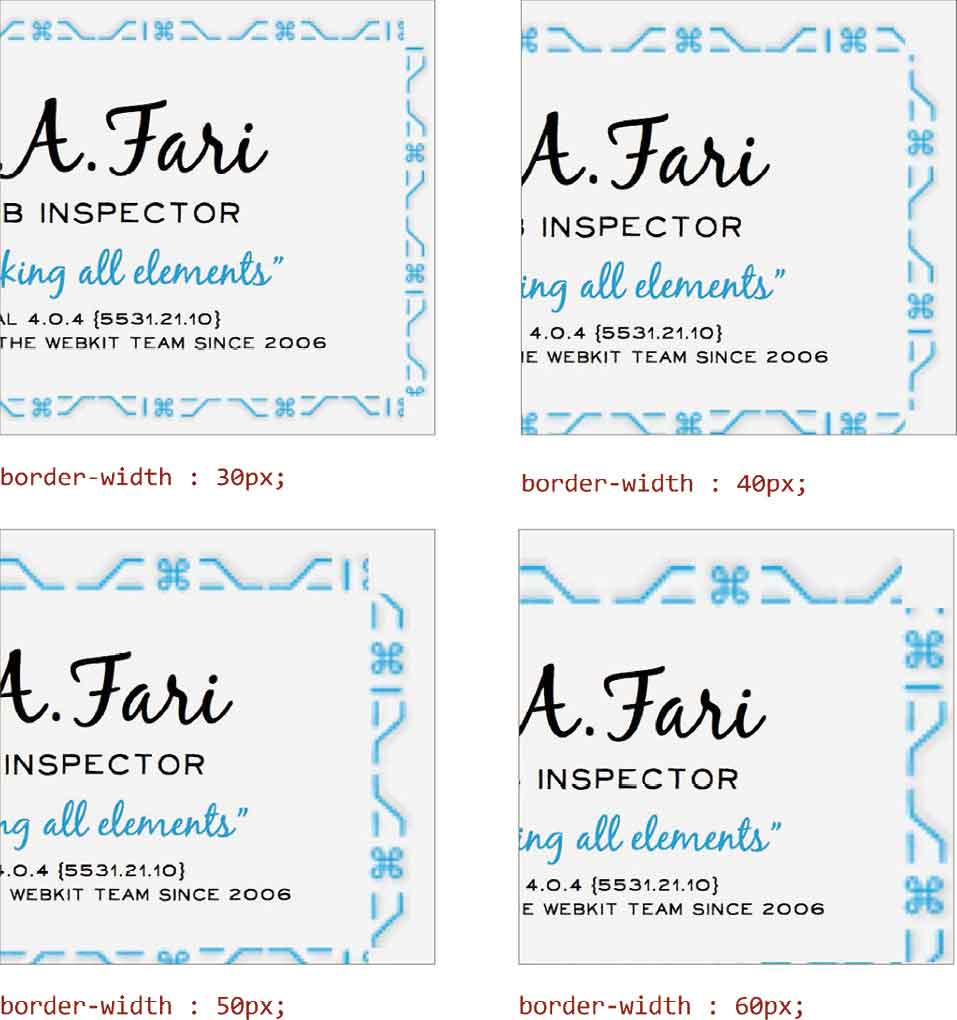 .A.Fari
B INSPECTOR
king all elements”
AL 4.0.4 {5531.21.10}
THE WEBKIT TEAM SINCE 2006
border-width : 30px;
A.Fari
INSPECTOR
ing all elements”
4.0.4 {5531.21.10}
IE WEBKIT TEAM SINCE 2006
border-width : 40px;
A.Fari
INSPECTOR
ng all elements”
4.0.4 {5531.21.10}
WEBKIT TEAM SINCE 2006
border-width : 50px;
A.Fari
INSPECTOR
ing all elements”
4.0.4 {5531.21.10}
E WEBKIT TEAM SINCE 2006
border-width : 60px;